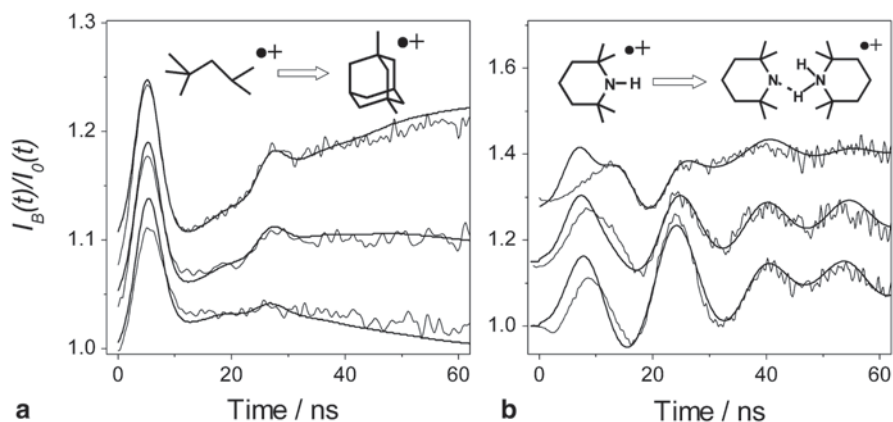 1.3
1.2
1.1
1.0
I_B(t)/I_0(t)
0 20 40 60
Time / ns
a
●+
●+
1.6
1.4
1.2
1.0
0 20 40 60
Time / ns
b
●+
N-H
●+
N
H
H
N